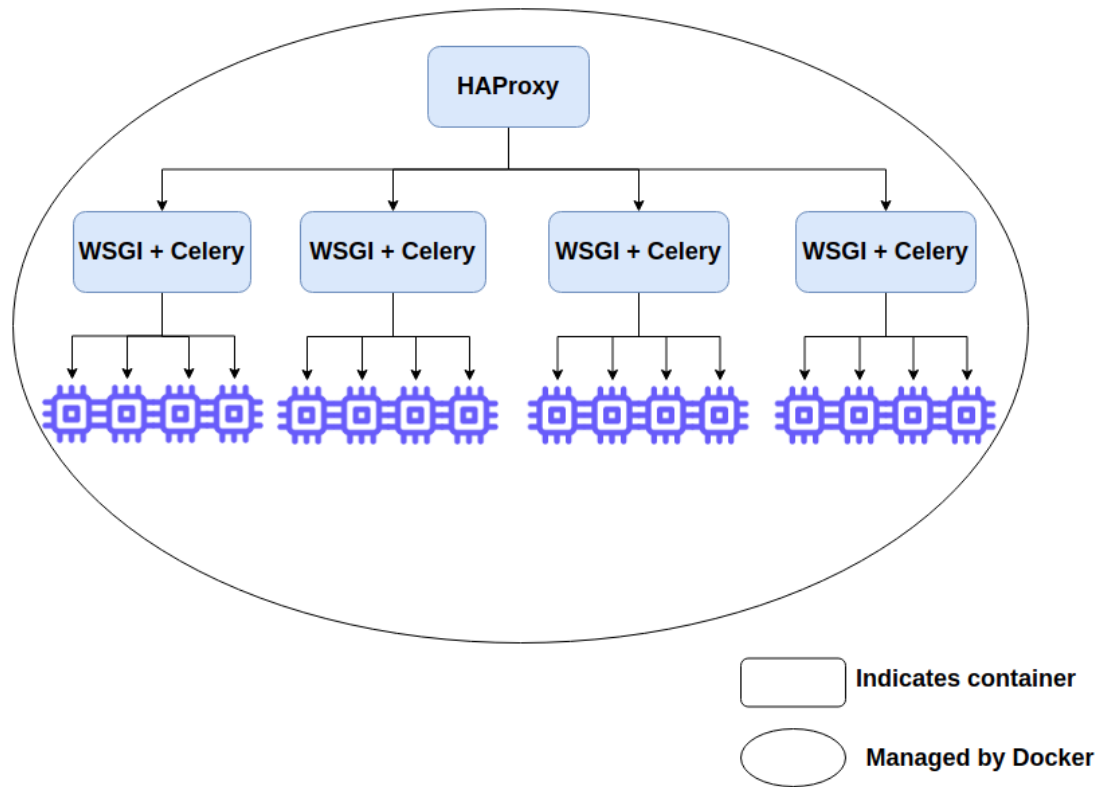 HAProxy
WSGI + Celery
WSGI + Celery
WSGI + Celery
WSGI + Celery
Indicates container
Managed by Docker